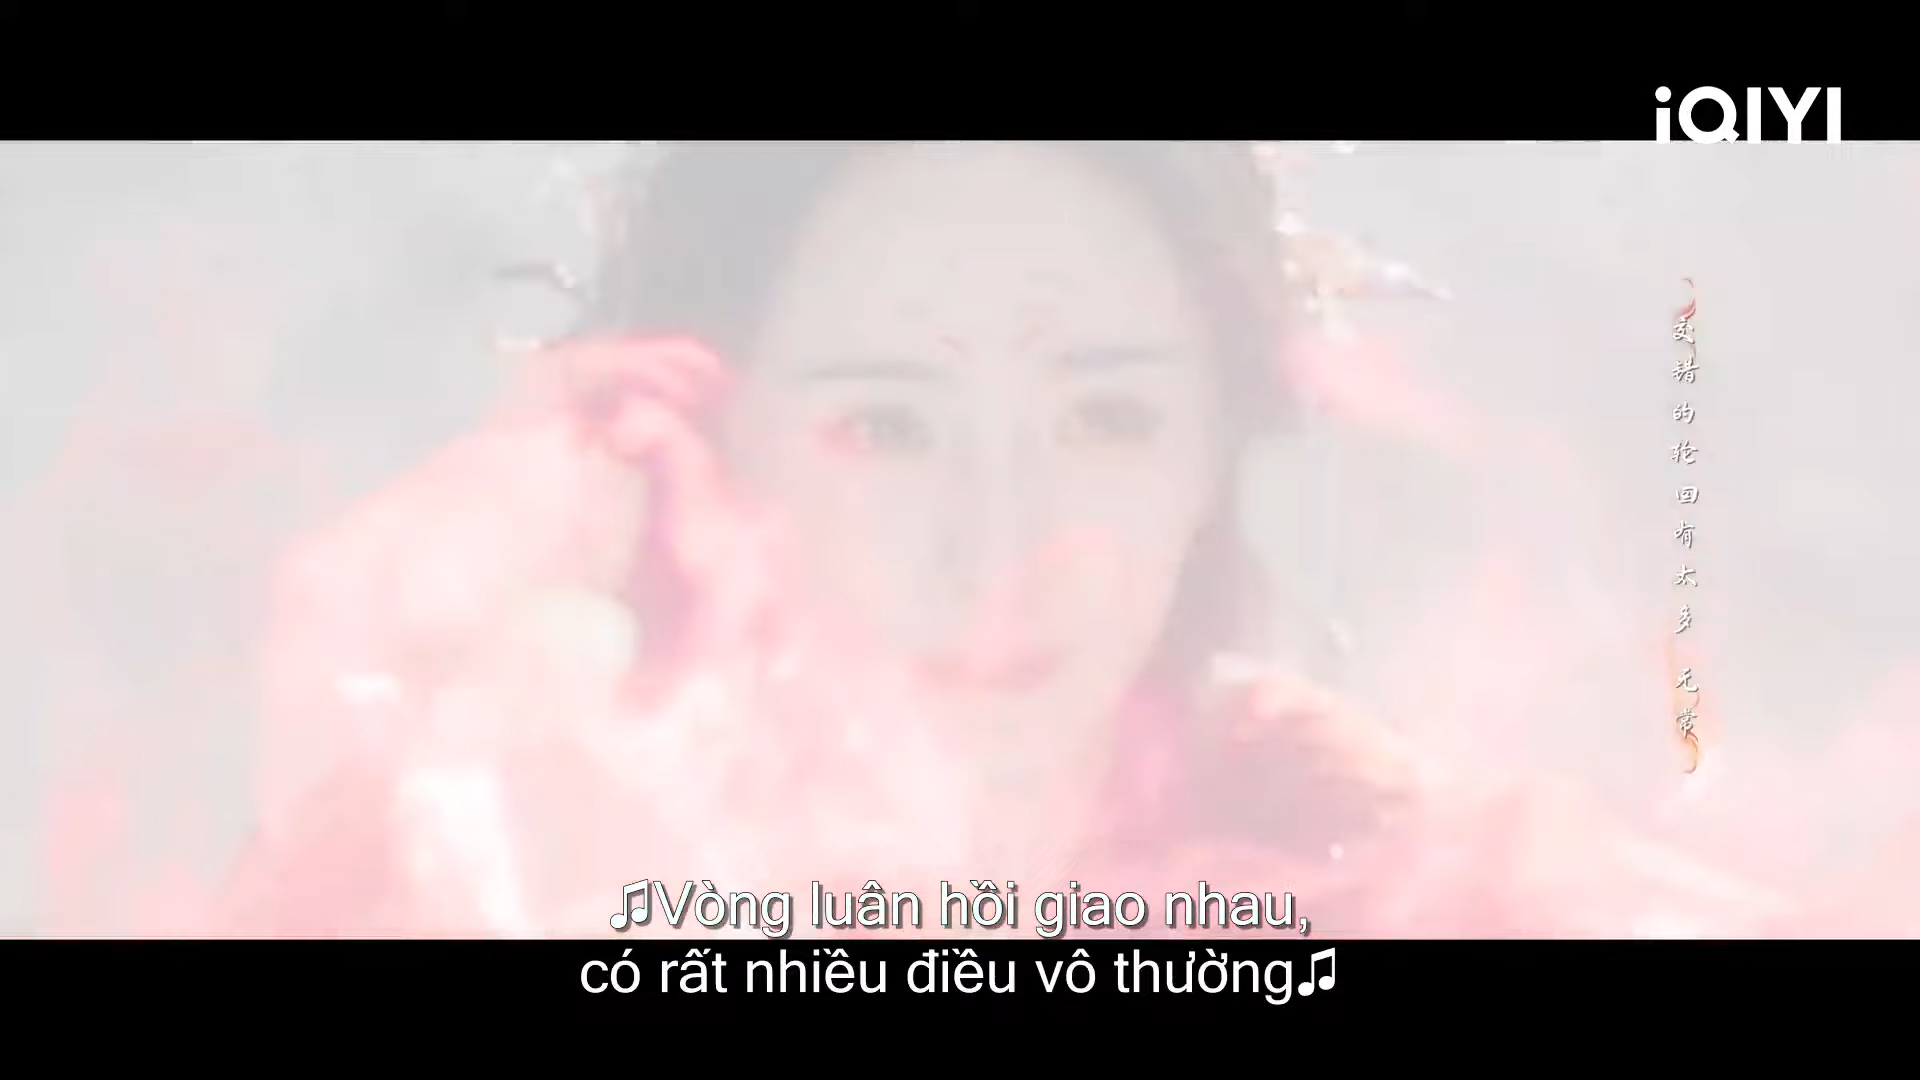 iQIYI
交错的轮回有太多 无常
♫Vòng luân hồi giao nhau,
có rất nhiều điều vô thường♫